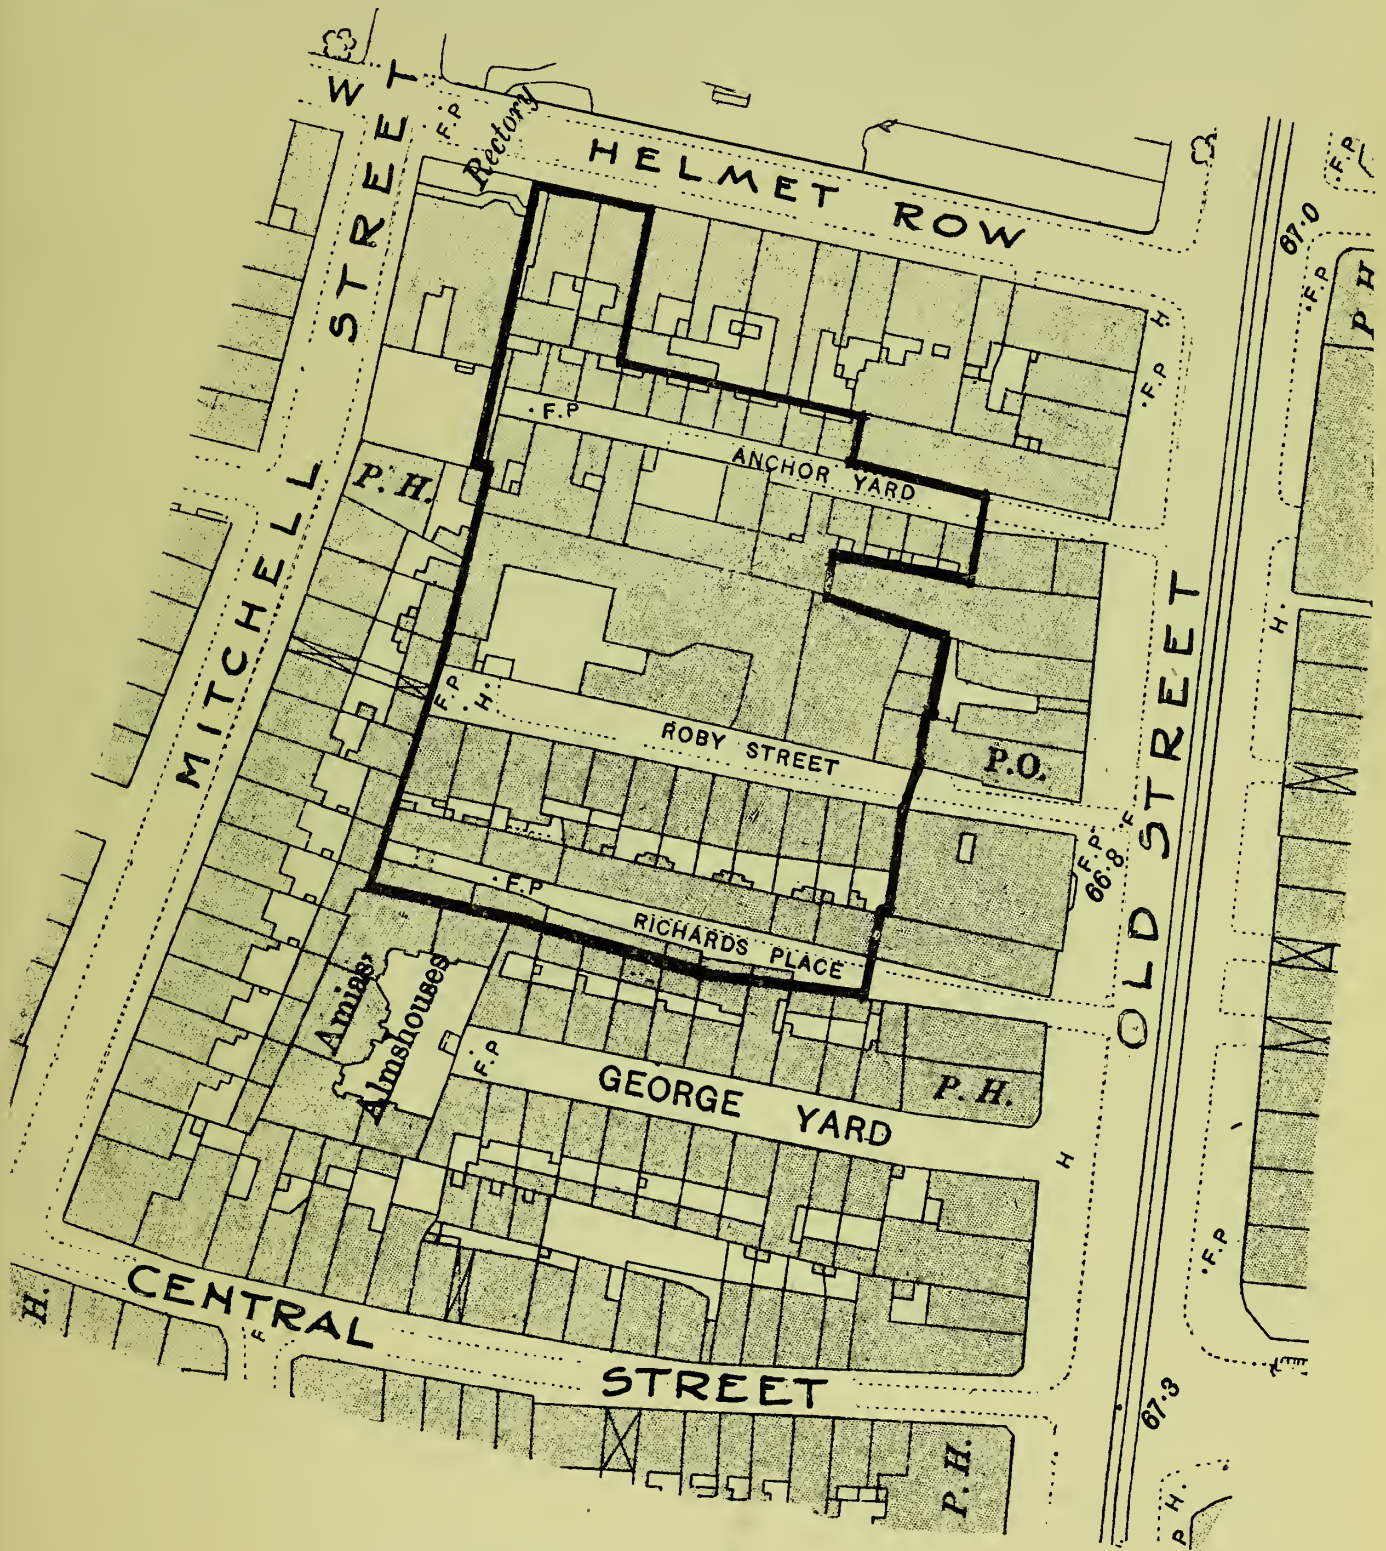 W
MITCHELL STREET
F.P
Rectory
HELMET ROW
F.P
67·0
F.P
P H
H
F.P
F.P
ANCHOR YARD
P. H.
H.
F.P
H.
ROBY STREET
P.O.
OLD STREET
F
F.P
66·8
F.P
RICHARDS PLACE
Amias'
Almshouses
F.P
GEORGE YARD
P. H.
H
F.P
CENTRAL STREET
H.
F
67·3
P. H.
P H.